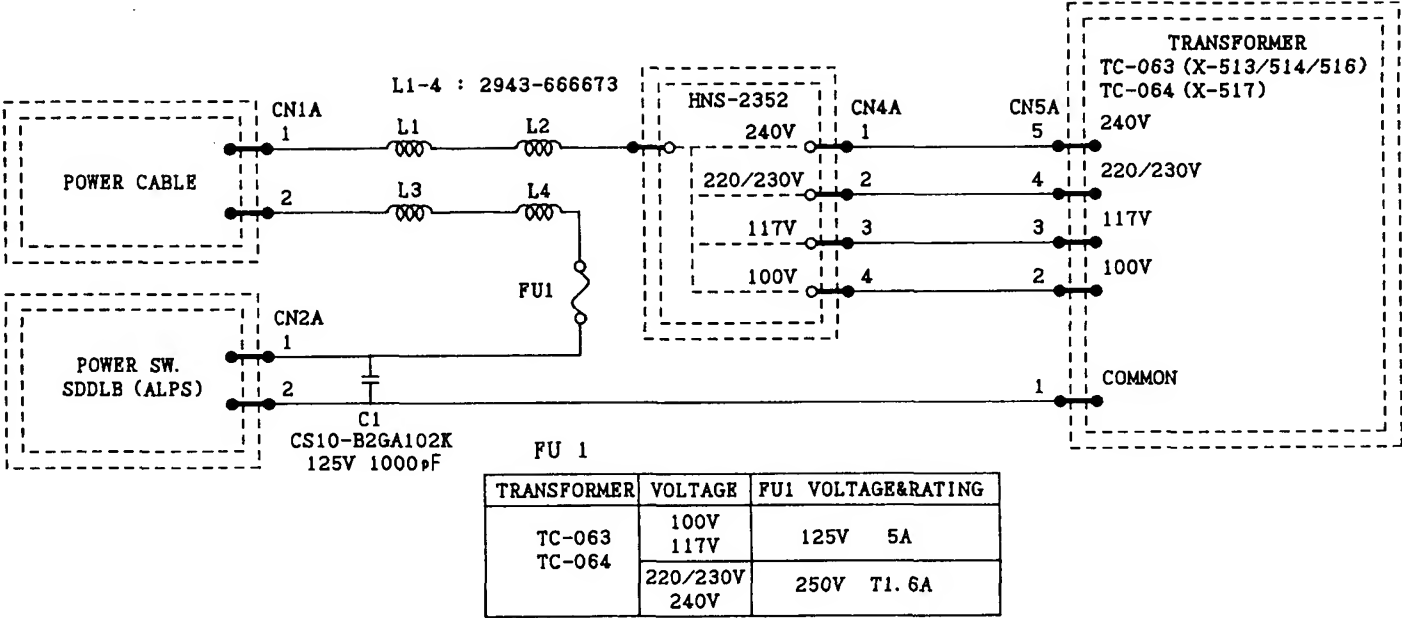 TRANSFORMER
TC-063 (X-513/514/516)
TC-064 (X-517)
L1-4 : 2943-666673
HNS-2352
CN1A
CN4A
CN5A
1
L1
L2
240V
1
5
240V
POWER CABLE
2
L3
L4
220/230V
2
4
220/230V
117V
3
3
117V
100V
4
2
100V
FU1
CN2A
1
POWER SW.
SDDLB (ALPS)
2
1
COMMON
C1
CS10-B2GA102K
125V 1000pF
FU 1
TRANSFORMER VOLTAGE FU1 VOLTAGE&RATING
TC-063
TC-064
100V
117V
125V 5A
220/230V
240V
250V T1.6A